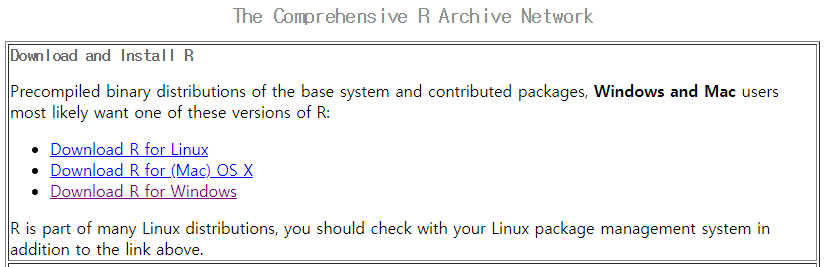 The Comprehensive R Archive Network
Download and Install R
Precompiled binary distributions of the base system and contributed packages, Windows and Mac users
most likely want one of these versions of R:
Download R for Linux
Download R for (Mac) OS X
Download R for Windows
R is part of many Linux distributions, you should check with your Linux package management system in
addition to the link above.